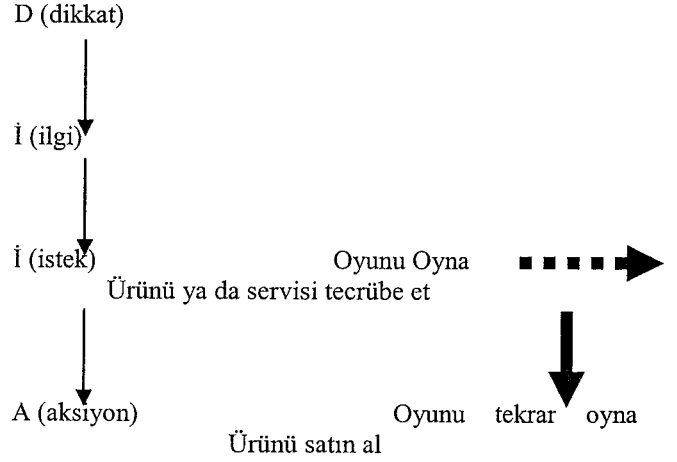 D (dikkat)
İ (ilgi)
İ (istek) Oyunu Oyna
Ürünü ya da servisi tecrübe et
A (aksiyon) Oyunu tekrar oyna
Ürünü satın al